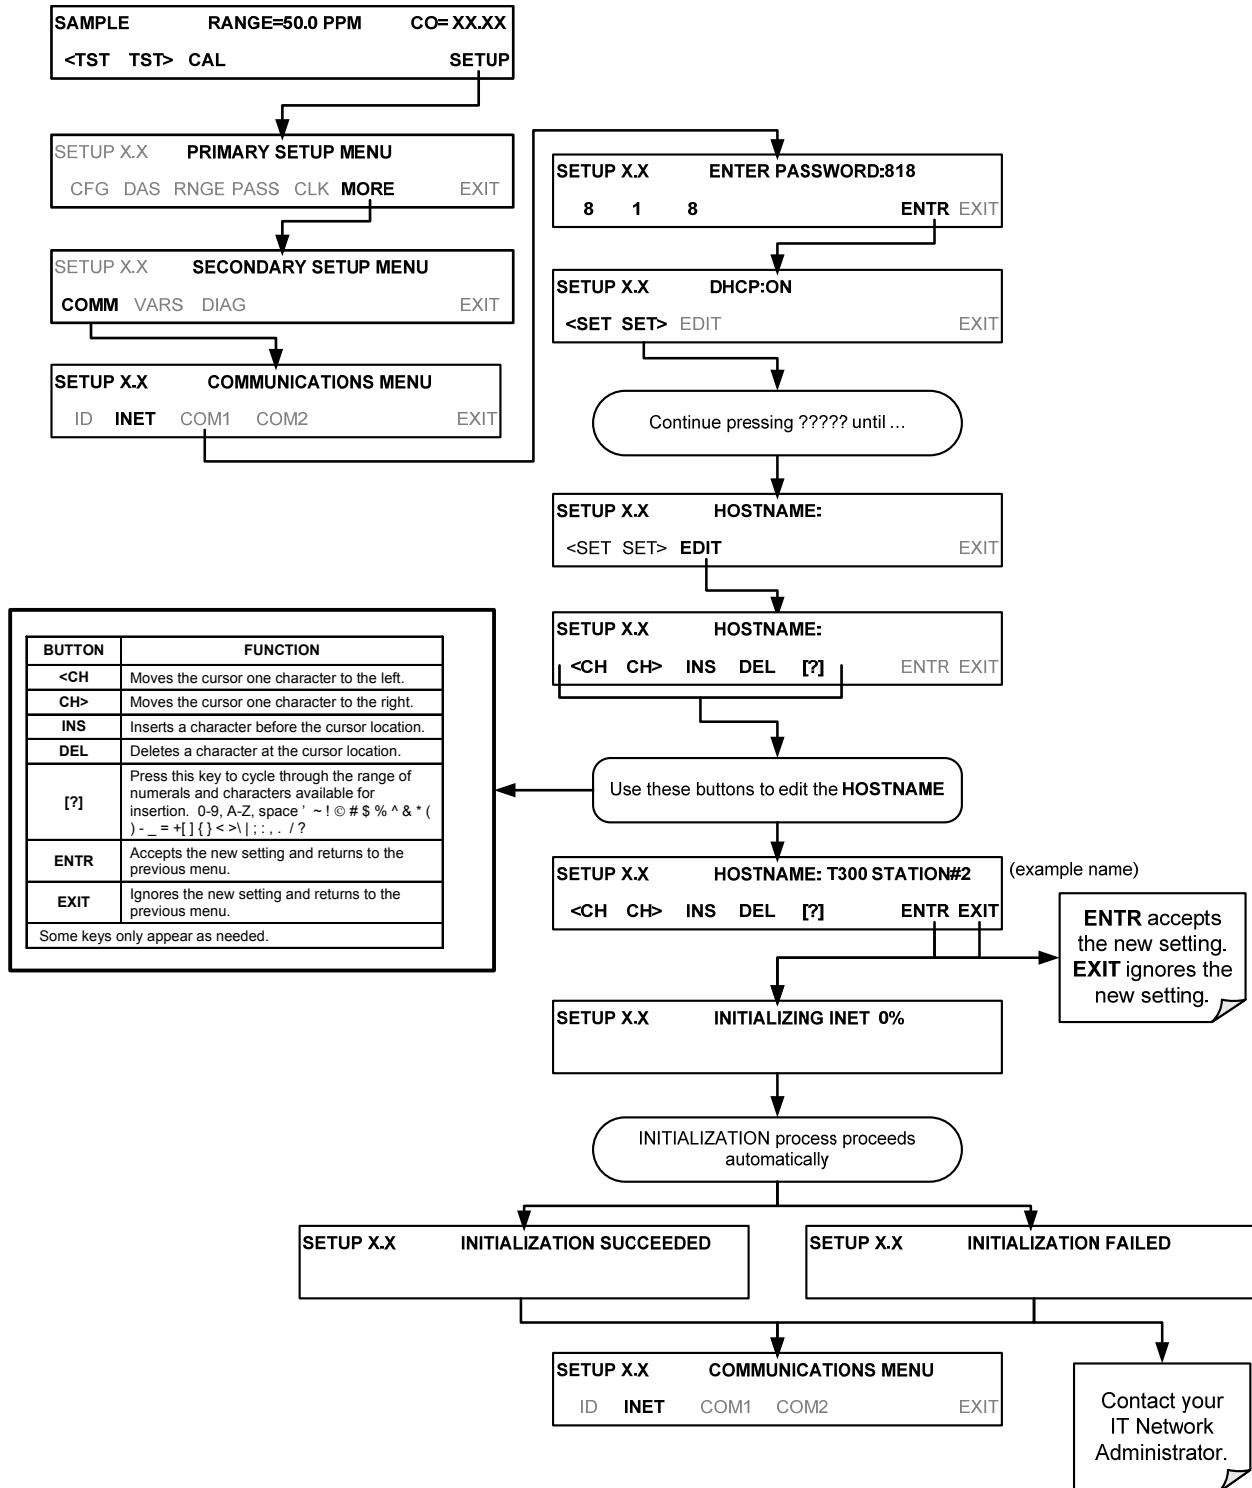 SAMPLE RANGE=50.0 PPM CO= XX.XX
<TST TST> CAL SETUP
SETUP X.X PRIMARY SETUP MENU
CFG DAS RNGE PASS CLK MORE EXIT
SETUP X.X SECONDARY SETUP MENU
COMM VARS DIAG EXIT
SETUP X.X COMMUNICATIONS MENU
ID INET COM1 COM2 EXIT
SETUP X.X ENTER PASSWORD:818
8 1 8 ENTR EXIT
SETUP X.X DHCP:ON
<SET SET> EDIT EXIT
Continue pressing ????? until ...
SETUP X.X HOSTNAME:
<SET SET> EDIT EXIT
SETUP X.X HOSTNAME:
<CH CH> INS DEL [?] ENTR EXIT
Use these buttons to edit the HOSTNAME
BUTTON FUNCTION
<CH Moves the cursor one character to the left.
CH> Moves the cursor one character to the right.
INS Inserts a character before the cursor location.
DEL Deletes a character at the cursor location.
[?] Press this key to cycle through the range of
numerals and characters available for
insertion. 0-9, A-Z, space ' ~ ! © # $ % ^ & * (
) - _ = +[ ] { } < >\ | ; : , . / ?
ENTR Accepts the new setting and returns to the
previous menu.
EXIT Ignores the new setting and returns to the
previous menu.
Some keys only appear as needed.
SETUP X.X HOSTNAME: T300 STATION#2 (example name)
<CH CH> INS DEL [?] ENTR EXIT
ENTR accepts
the new setting.
EXIT ignores the
new setting.
SETUP X.X INITIALIZING INET 0%
INITIALIZATION process proceeds
automatically
SETUP X.X INITIALIZATION SUCCEEDED
SETUP X.X INITIALIZATION FAILED
SETUP X.X COMMUNICATIONS MENU
ID INET COM1 COM2 EXIT
Contact your
IT Network
Administrator.